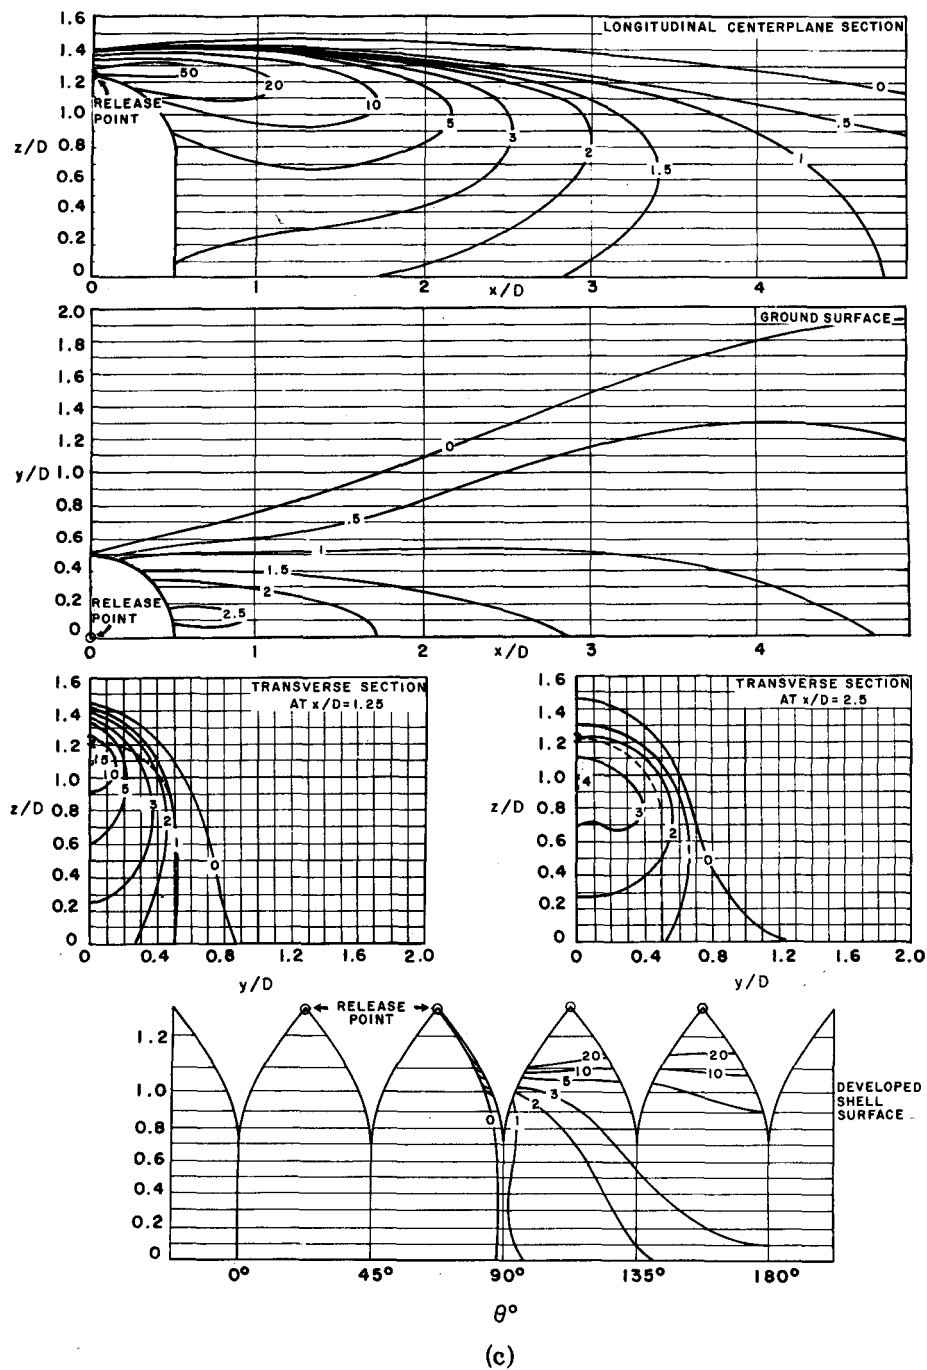 LONGITUDINAL CENTERPLANE SECTION
1.6
1.4
1.2
1.0
z/D 0.8
0.6
0.4
0.2
0
RELEASE
POINT
50
20
10
5
3
2
1.5
1
.5
0
0 1 2 3 4
x/D
GROUND SURFACE
2.0
1.8
1.6
1.4
1.2
y/D 1.0
0.8
0.6
0.4
0.2
0
RELEASE
POINT
0
.5
1
1.5
2
2.5
0 1 2 3 4
x/D
TRANSVERSE SECTION
AT x/D=1.25
1.6
1.4
1.2
1.0
z/D 0.8
0.6
0.4
0.2
0
15
10
5
3
2
0
0 0.4 0.8 1.2 1.6 2.0
y/D
TRANSVERSE SECTION
AT x/D=2.5
1.6
1.4
1.2
1.0
z/D 0.8
0.6
0.4
0.2
0
4
3
2
0
0 0.4 0.8 1.2 1.6 2.0
y/D
RELEASE
POINT
1.2
1.0
0.8
0.6
0.4
0.2
0
20
10
5
3
2
0 1
20
10
DEVELOPED
SHELL
SURFACE
0° 45° 90° 135° 180°
θ°
(c)